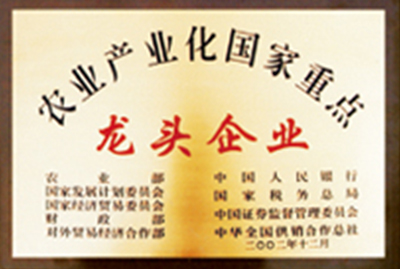 农业产业化国家重点
龙头企业
农业部 中国人民银行
国家发展计划委员会 国家税务总局
国家经济贸易委员会 中国证券监督管理委员会
财政部 中华全国供销合作总社
对外贸易经济合作部 二〇〇二年十二月